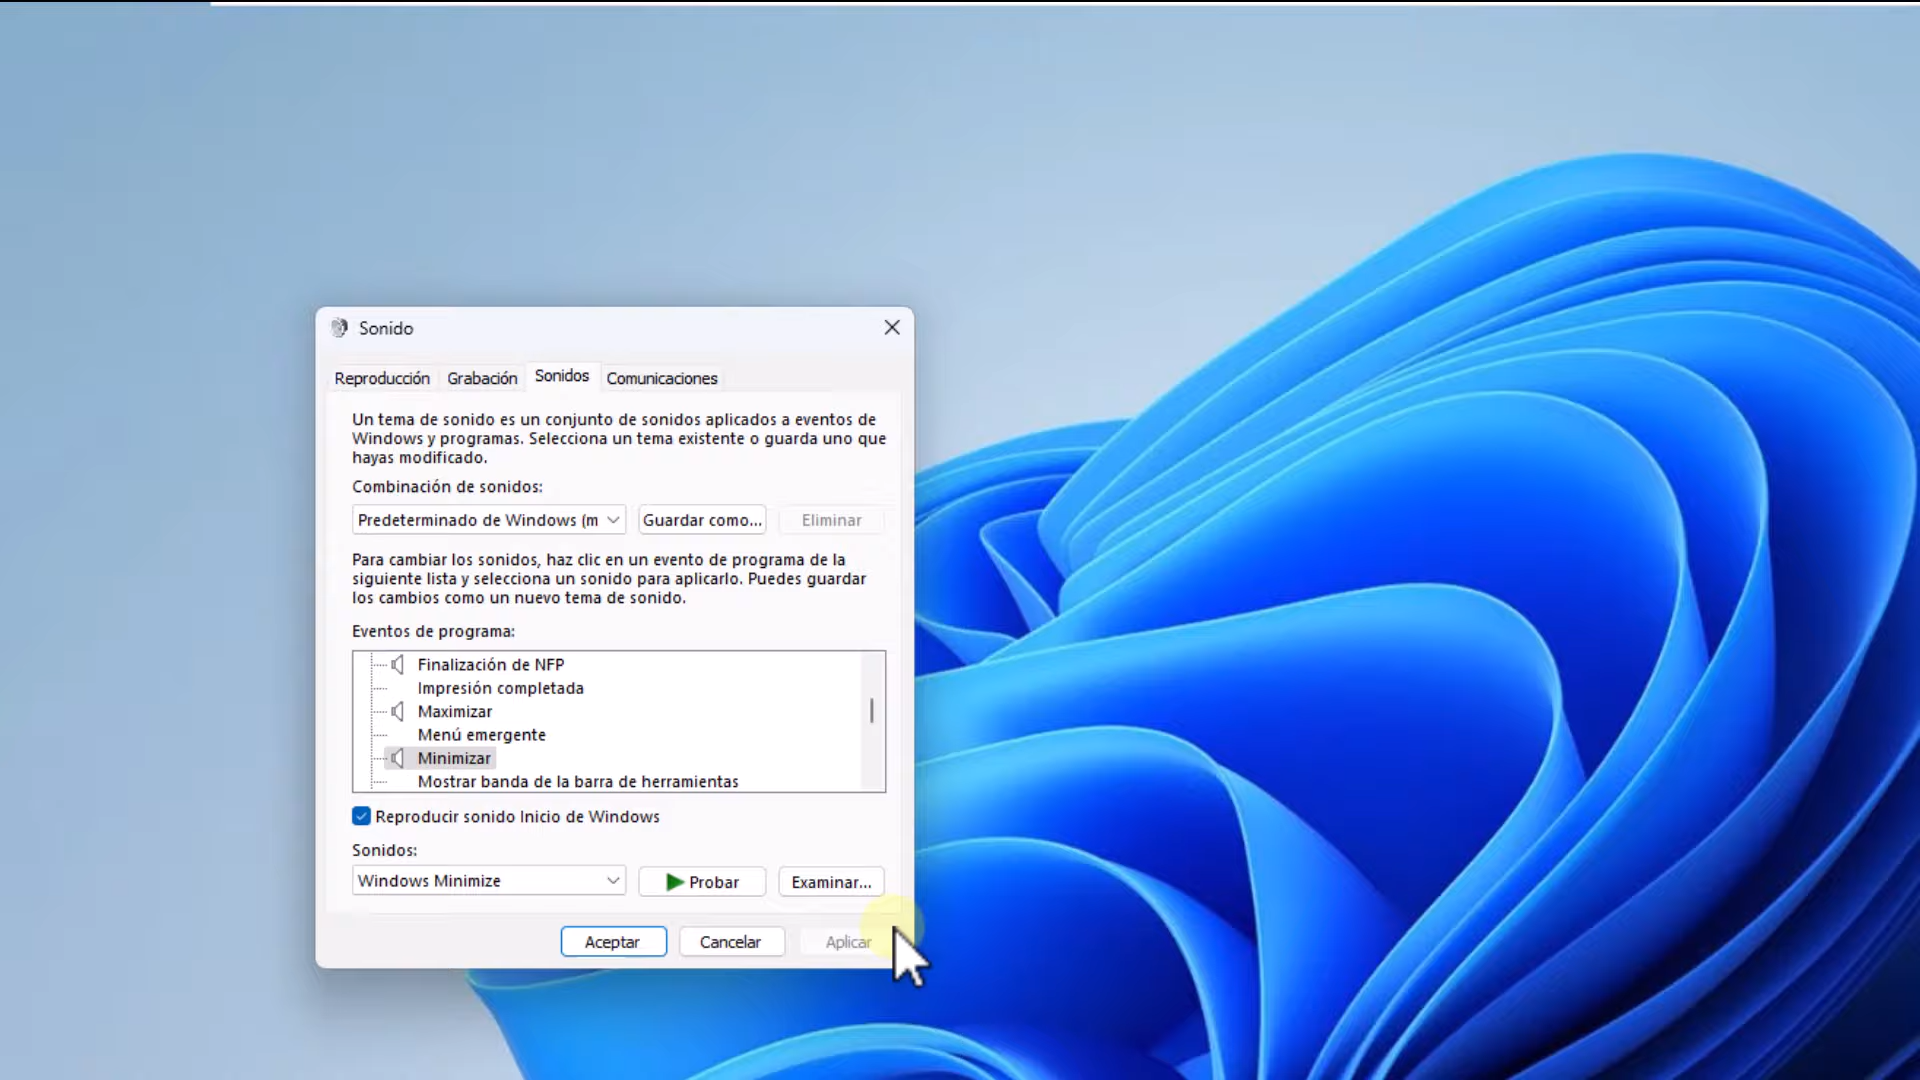 Sonido
Reproducción Grabación Sonidos Comunicaciones
Un tema de sonido es un conjunto de sonidos aplicados a eventos de
Windows y programas. Selecciona un tema existente o guarda uno que
hayas modificado.
Combinación de sonidos:
Predeterminado de Windows (m Guardar como... Eliminar
Para cambiar los sonidos, haz clic en un evento de programa de la
siguiente lista y selecciona un sonido para aplicarlo. Puedes guardar
los cambios como un nuevo tema de sonido.
Eventos de programa:
Finalización de NFP
Impresión completada
Maximizar
Menú emergente
Minimizar
Mostrar banda de la barra de herramientas
Reproducir sonido Inicio de Windows
Sonidos:
Windows Minimize Probar Examinar...
Aceptar Cancelar Aplicar